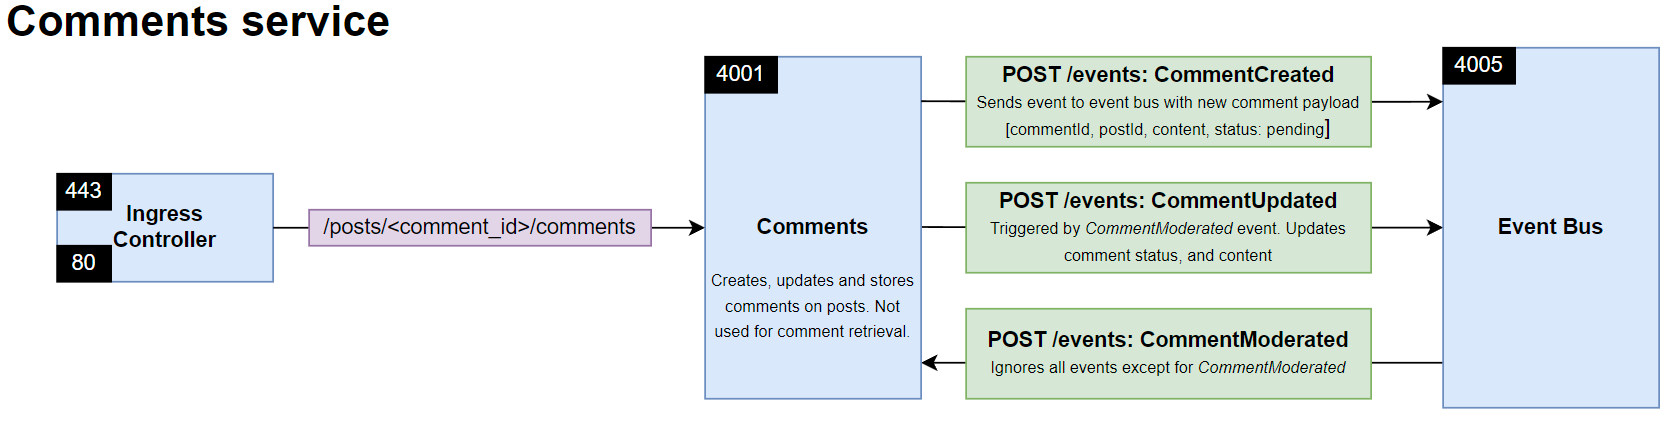 Comments service
443
Ingress
Controller
80
/posts/<comment_id>/comments
4001
Comments
Creates, updates and stores
comments on posts. Not
used for comment retrieval.
POST /events: CommentCreated
Sends event to event bus with new comment payload
[commentId, postId, content, status: pending]
POST /events: CommentUpdated
Triggered by CommentModerated event. Updates
comment status, and content
POST /events: CommentModerated
Ignores all events except for CommentModerated
4005
Event Bus